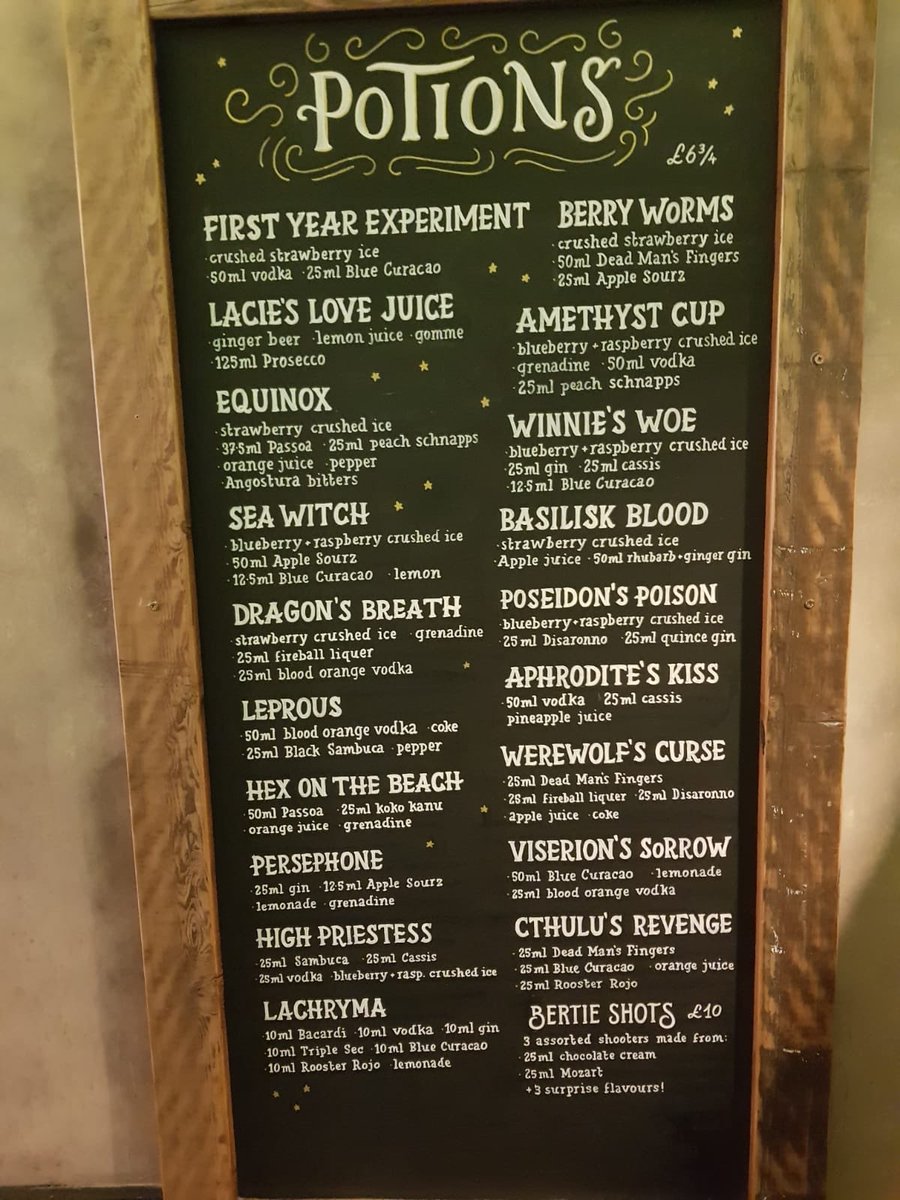 POTIONS
£6¾
FIRST YEAR EXPERIMENT
·crushed strawberry ice
·50ml vodka ·25ml Blue Curacao
LACIE'S LOVE JUICE
·ginger beer ·lemon juice ·gomme
·125ml Prosecco
EQUINOX
·strawberry crushed ice
·37·5ml Passoa ·25ml peach schnapps
·orange juice ·pepper
·Angostura bitters
SEA WITCH
·blueberry+raspberry crushed ice
·50ml Apple Sourz
·12·5ml Blue Curacao ·lemon
DRAGON'S BREATH
·strawberry crushed ice ·grenadine
·25ml fireball liquer
·25ml blood orange vodka
LEPROUS
·50ml blood orange vodka ·coke
·25ml Black Sambuca ·pepper
HEX ON THE BEACH
·50ml Passoa ·25ml koko kanu
·orange juice ·grenadine
PERSEPHONE
·25ml gin ·12·5ml Apple Sourz
·lemonade ·grenadine
HIGH PRIESTESS
·25ml Sambuca ·25ml Cassis
·25ml vodka ·blueberry+rasp. crushed ice
LACHRYMA
·10ml Bacardi ·10ml vodka ·10ml gin
·10ml Triple Sec ·10ml Blue Curacao
·10ml Rooster Rojo ·lemonade
BERRY WORMS
·crushed strawberry ice
·50ml Dead Man's Fingers
·25ml Apple Sourz
AMETHYST CUP
·blueberry+raspberry crushed ice
·grenadine ·50ml vodka
·25ml peach schnapps
WINNIE'S WOE
·blueberry+raspberry crushed ice
·25ml gin ·25ml cassis
·12·5ml Blue Curacao
BASILISK BLOOD
·strawberry crushed ice
·Apple juice ·50ml rhubarb+ginger gin
POSEIDON'S POISON
·blueberry+raspberry crushed ice
·25ml Disaronno ·25ml quince gin
APHRODITE'S KISS
·50ml vodka 25ml cassis
pineapple juice
WEREWOLF'S CURSE
·25ml Dead Man's Fingers
·25ml fireball liquer ·25ml Disaronno
·apple juice ·coke
VISERION'S SORROW
·50ml Blue Curacao ·lemonade
·25ml blood orange vodka
CTHULU'S REVENGE
·25ml Dead Man's Fingers
·25ml Blue Curacao ·orange juice
·25ml Rooster Rojo
BERTIE SHOTS £10
3 assorted shooters made from:
·25ml chocolate cream
·25ml Mozart
+3 surprise flavours!